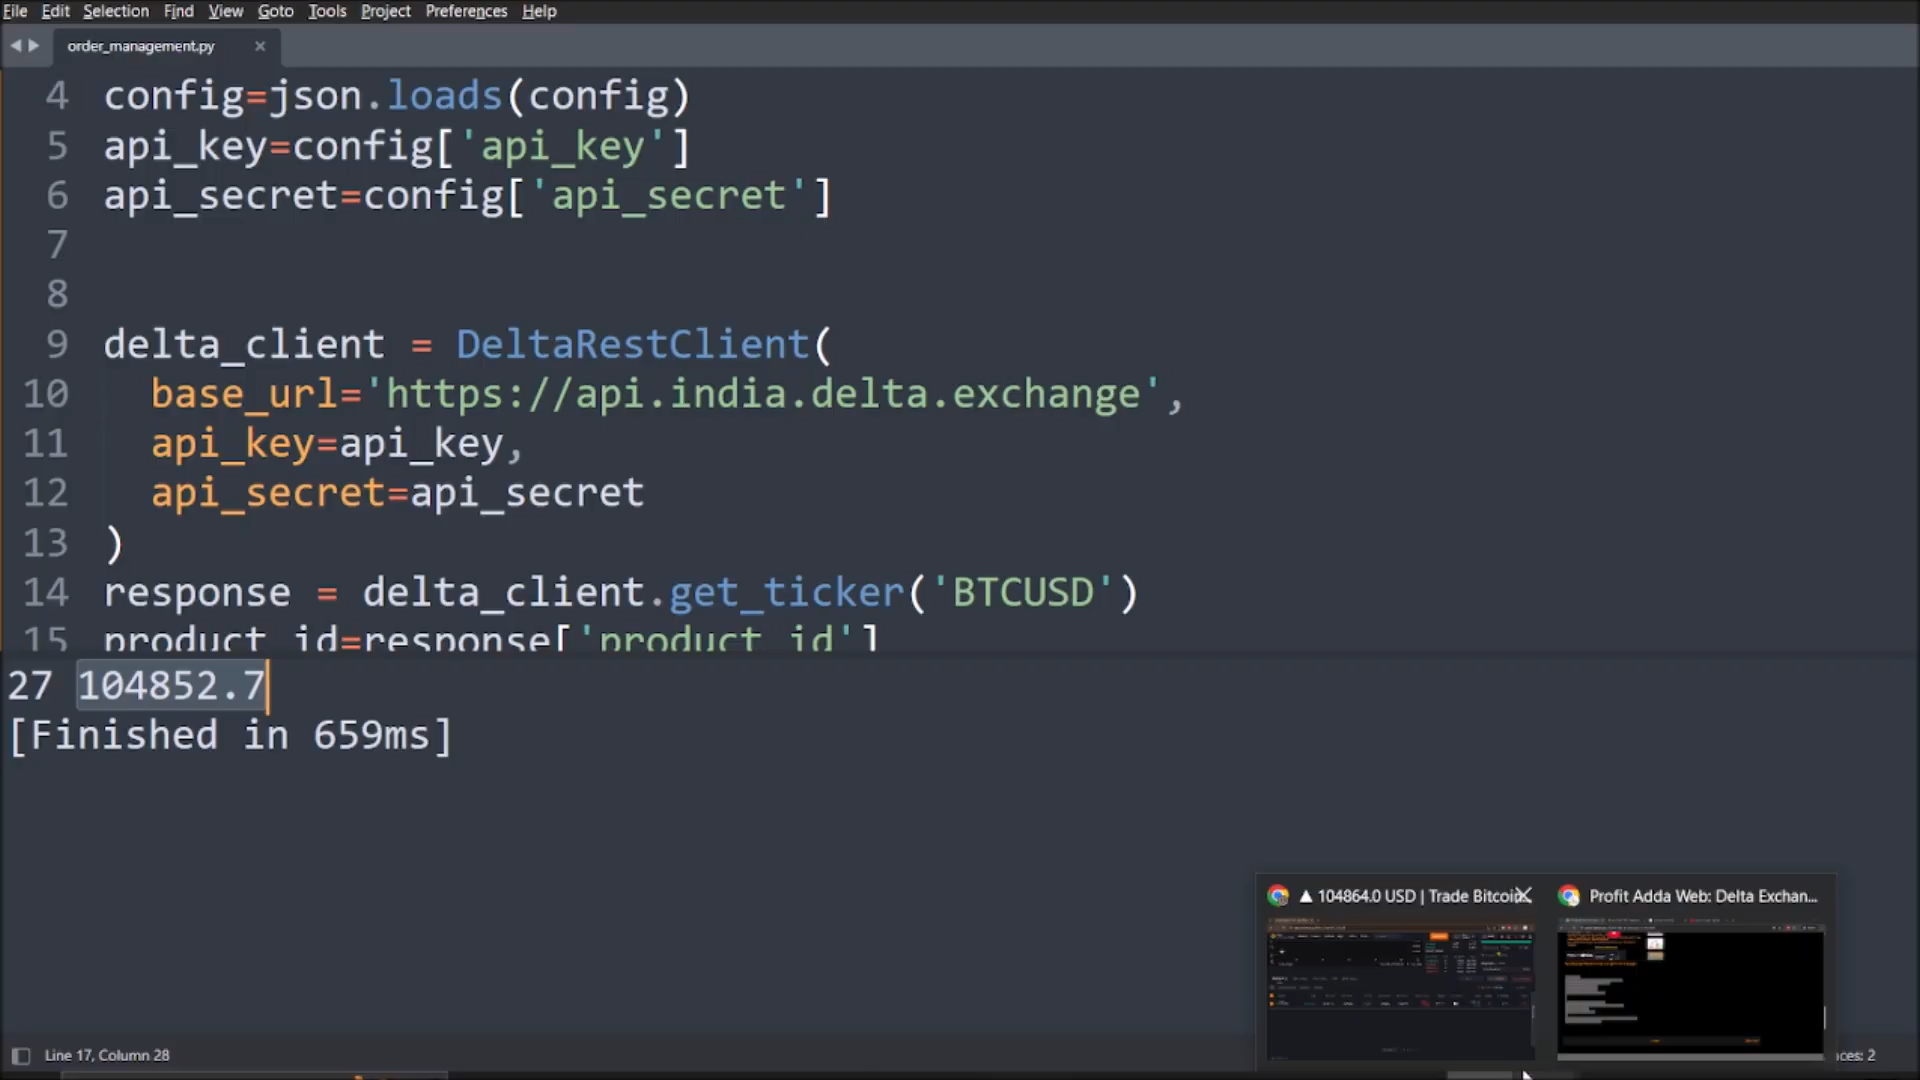 File Edit Selection Find View Goto Tools Project Preferences Help
order_management.py
4 config=json.loads(config)
5 api_key=config['api_key']
6 api_secret=config['api_secret']
7
8
9 delta_client = DeltaRestClient(
10 base_url='https://api.india.delta.exchange',
11 api_key=api_key,
12 api_secret=api_secret
13 )
14 response = delta_client.get_ticker('BTCUSD')
15 product_id=response['product_id']
27 104852.7
[Finished in 659ms]
▲ 104864.0 USD | Trade Bitcoin
Profit Adda Web: Delta Exchan...
Line 17, Column 28
aces: 2